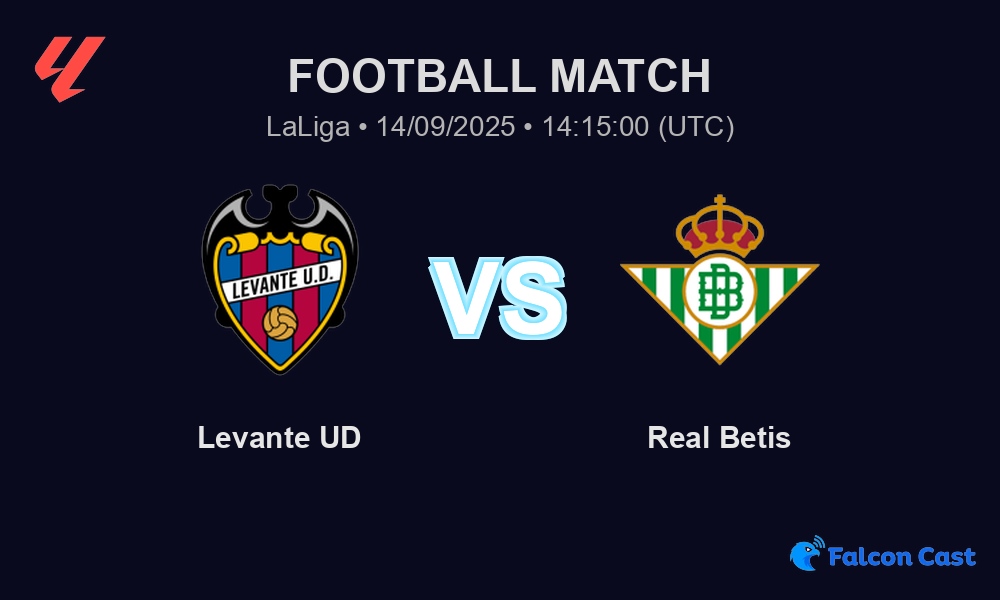 FOOTBALL MATCH
LaLiga • 14/09/2025 • 14:15:00 (UTC)
LEVANTE U.D.
VS
Levante UD
Real Betis
Falcon Cast